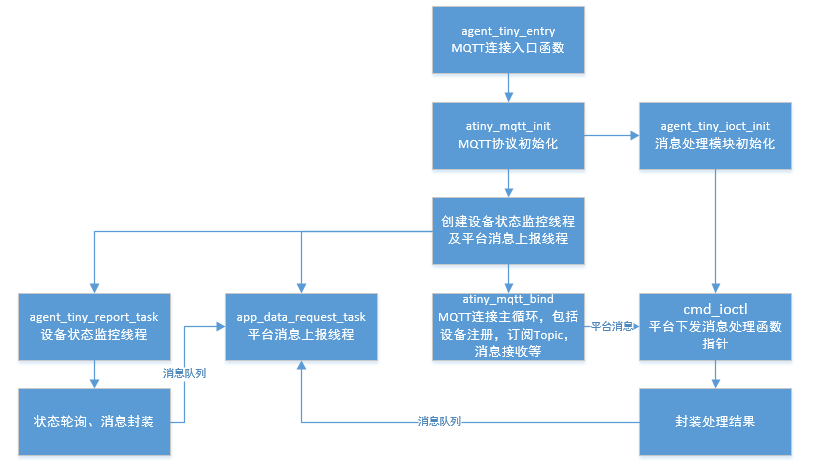 agent_tiny_entry
MQTT连接入口函数
atiny_mqtt_init
MQTT协议初始化
agent_tiny_ioct_init
消息处理模块初始化
创建设备状态监控线程
及平台消息上报线程
agent_tiny_report_task
设备状态监控线程
app_data_request_task
平台消息上报线程
atiny_mqtt_bind
MQTT连接主循环，包括
设备注册，订阅Topic，
消息接收等
平台消息
cmd_ioctl
平台下发消息处理函数
指针
消息队列
状态轮询、消息封装
消息队列
封装处理结果